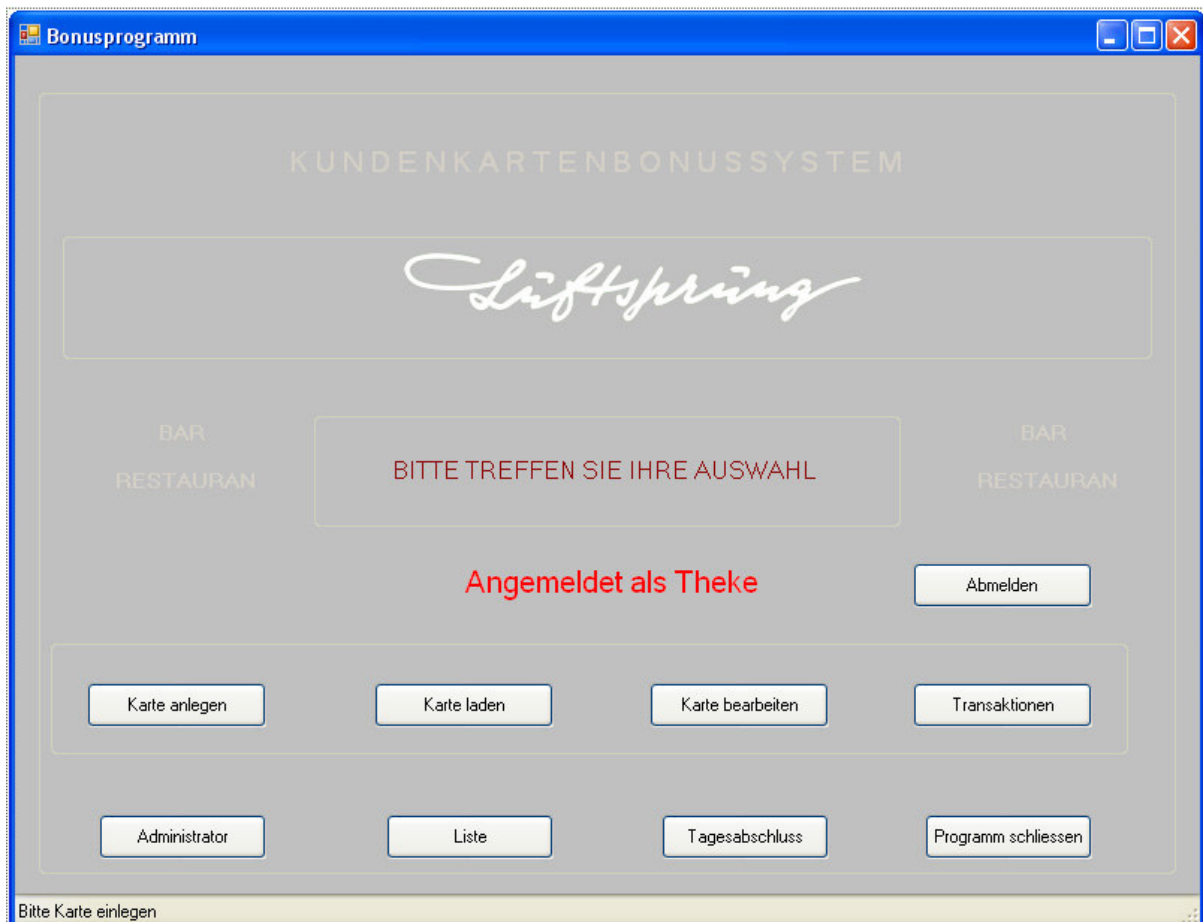 Bonusprogramm
KUNDENKARTENBONUSSYSTEM
Luftsprung
BAR
RESTAURAN
BITTE TREFFEN SIE IHRE AUSWAHL
BAR
RESTAURAN
Angemeldet als Theke
Abmelden
Karte anlegen
Karte laden
Karte bearbeiten
Transaktionen
Administrator
Liste
Tagesabschluss
Programm schliessen
Bitte Karte einlegen